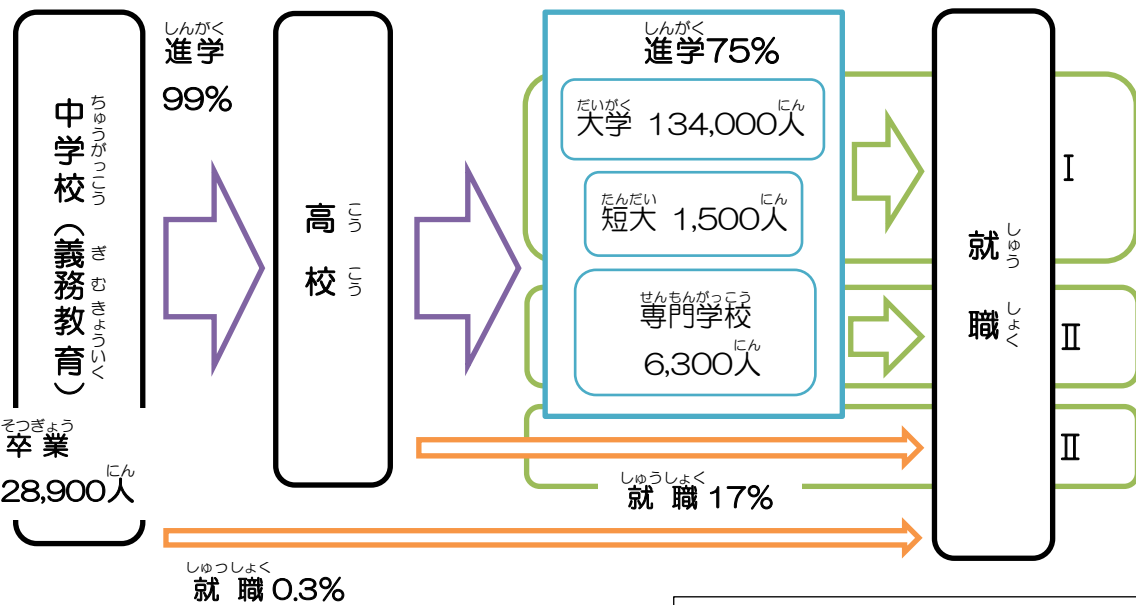 中学校（義務教育）
ちゅうがっこう ぎむきょういく
そつぎょう
卒業
にん
28,900人
しんがく
進学
99%
高校
こうこう
しんがく
進学75%
だいがく にん
大学 134,000人
たんだい にん
短大 1,500人
せんもんがっこう
専門学校
にん
6,300人
就職
しゅうしょく
Ⅰ
Ⅱ
Ⅱ
しゅうしょく
就職17%
しゅつしょく
就職0.3%